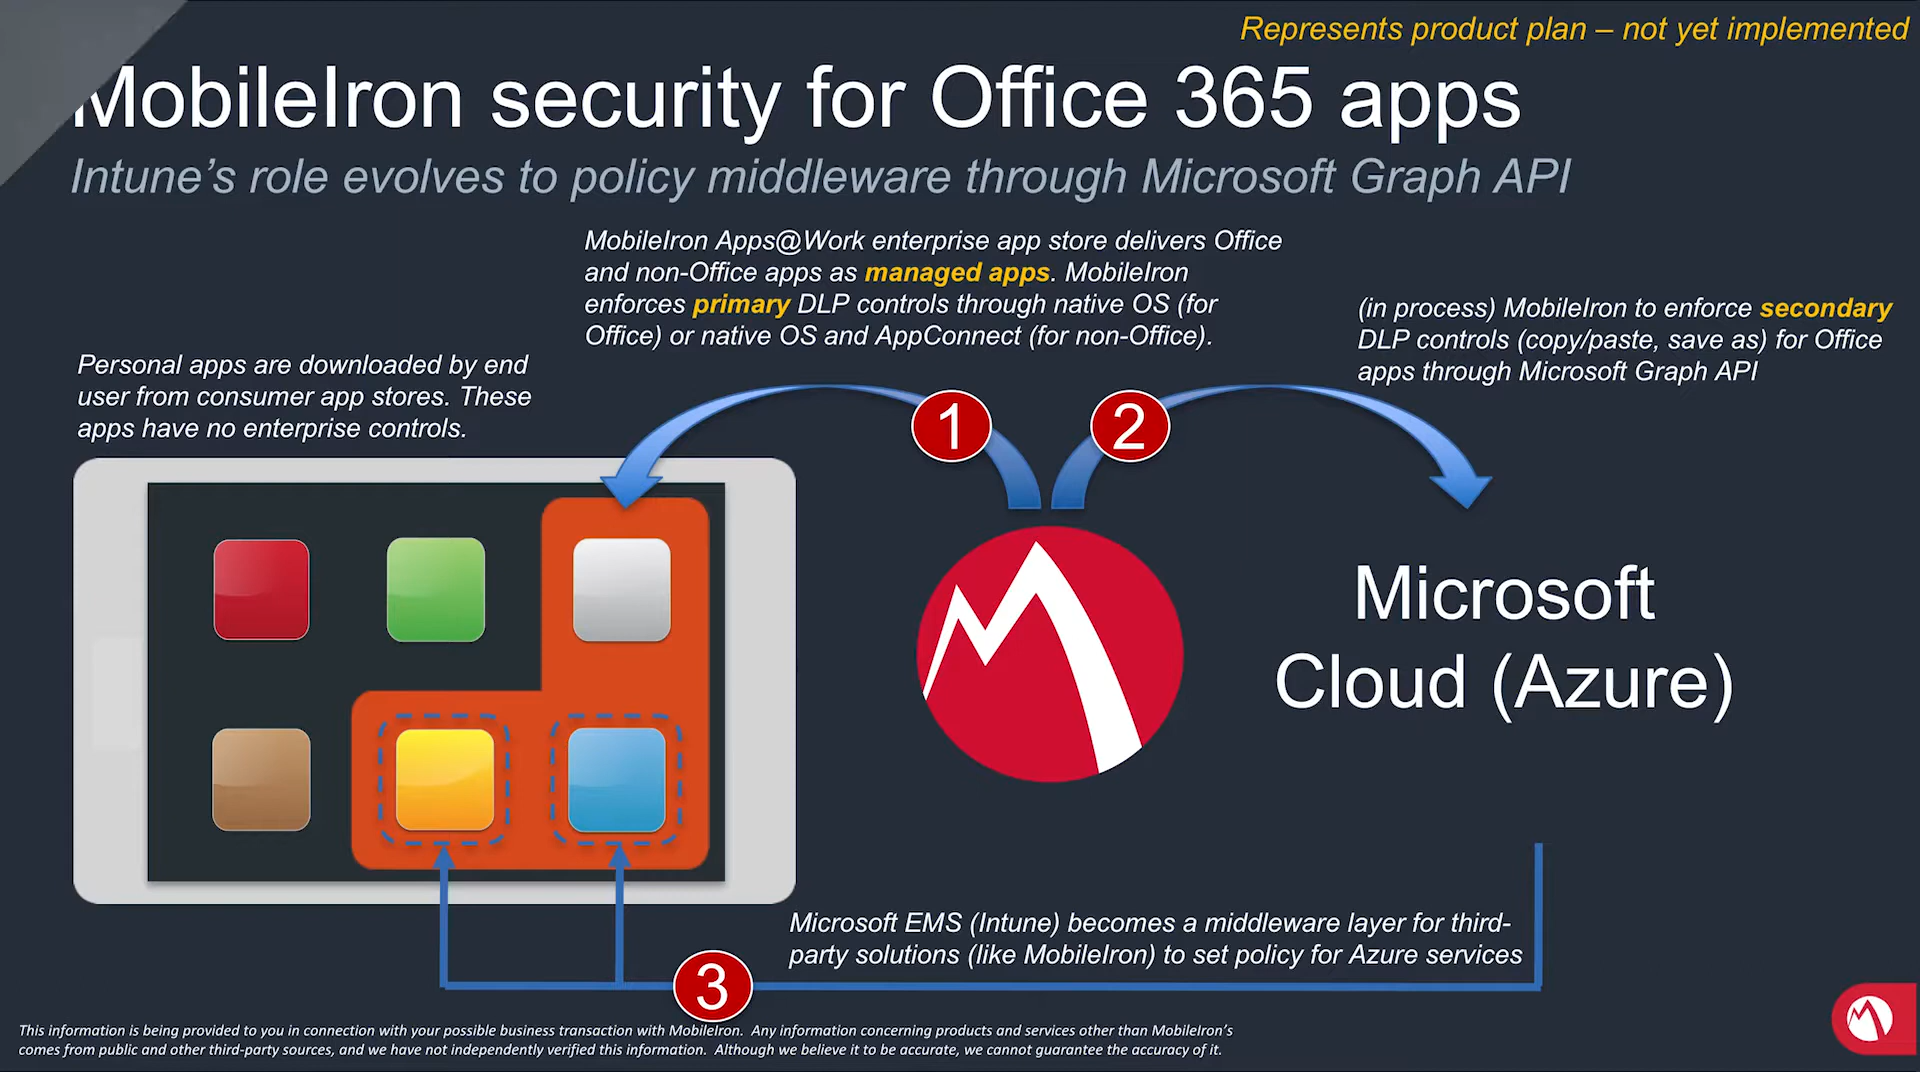 Represents product plan – not yet implemented
MobileIron security for Office 365 apps
Intune's role evolves to policy middleware through Microsoft Graph API
MobileIron Apps@Work enterprise app store delivers Office
and non-Office apps as managed apps. MobileIron
enforces primary DLP controls through native OS (for
Office) or native OS and AppConnect (for non-Office).
(in process) MobileIron to enforce secondary
DLP controls (copy/paste, save as) for Office
apps through Microsoft Graph API
Personal apps are downloaded by end
user from consumer app stores. These
apps have no enterprise controls.
1
2
Microsoft
Cloud (Azure)
Microsoft EMS (Intune) becomes a middleware layer for third-
party solutions (like MobileIron) to set policy for Azure services
3
This information is being provided to you in connection with your possible business transaction with MobileIron.  Any information concerning products and services other than MobileIron's
comes from public and other third-party sources, and we have not independently verified this information.  Although we believe it to be accurate, we cannot guarantee the accuracy of it.